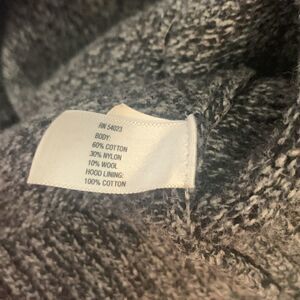 RN 54023
BODY:
60% COTTON
30% NYLON
10% WOOL
HOOD LINING:
100% COTTON